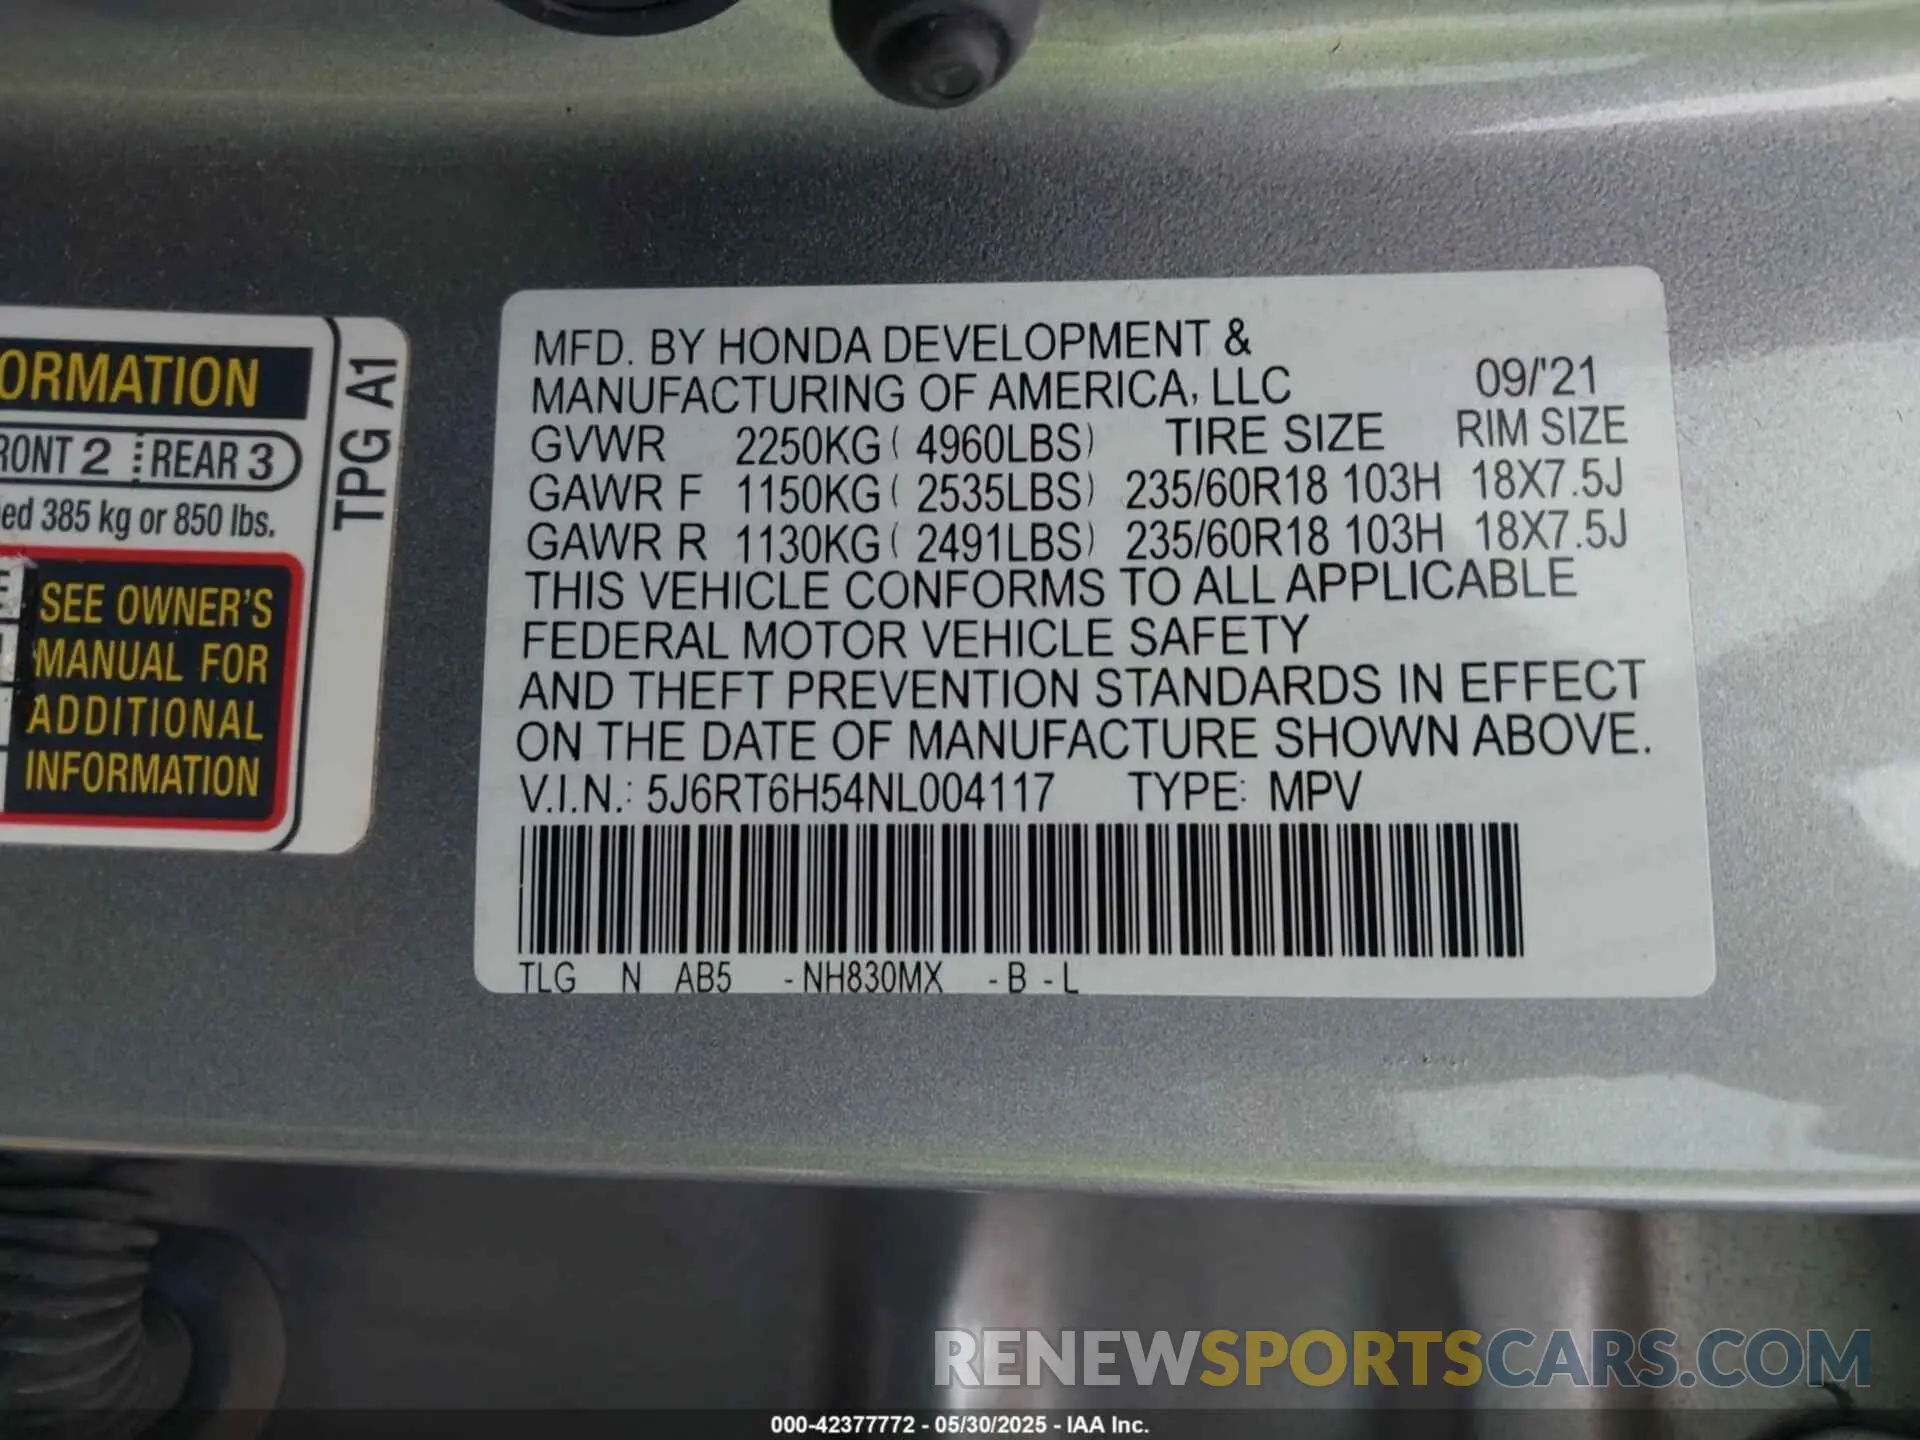 ORMATION
RONT 2 REAR 3
ed 385 kg or 850 lbs.
SEE OWNER'S
MANUAL FOR
ADDITIONAL
INFORMATION
TPG A1
MFD. BY HONDA DEVELOPMENT &
MANUFACTURING OF AMERICA, LLC 09/'21
GVWR 2250KG ( 4960LBS) TIRE SIZE RIM SIZE
GAWR F 1150KG ( 2535LBS) 235/60R18 103H 18X7.5J
GAWR R 1130KG ( 2491LBS) 235/60R18 103H 18X7.5J
THIS VEHICLE CONFORMS TO ALL APPLICABLE
FEDERAL MOTOR VEHICLE SAFETY
AND THEFT PREVENTION STANDARDS IN EFFECT
ON THE DATE OF MANUFACTURE SHOWN ABOVE.
V.I.N.: 5J6RT6H54NL004117 TYPE: MPV
TLG N AB5 -NH830MX -B -L
RENEWSPORTSCARS.COM
000-42377772 - 05/30/2025 - IAA Inc.